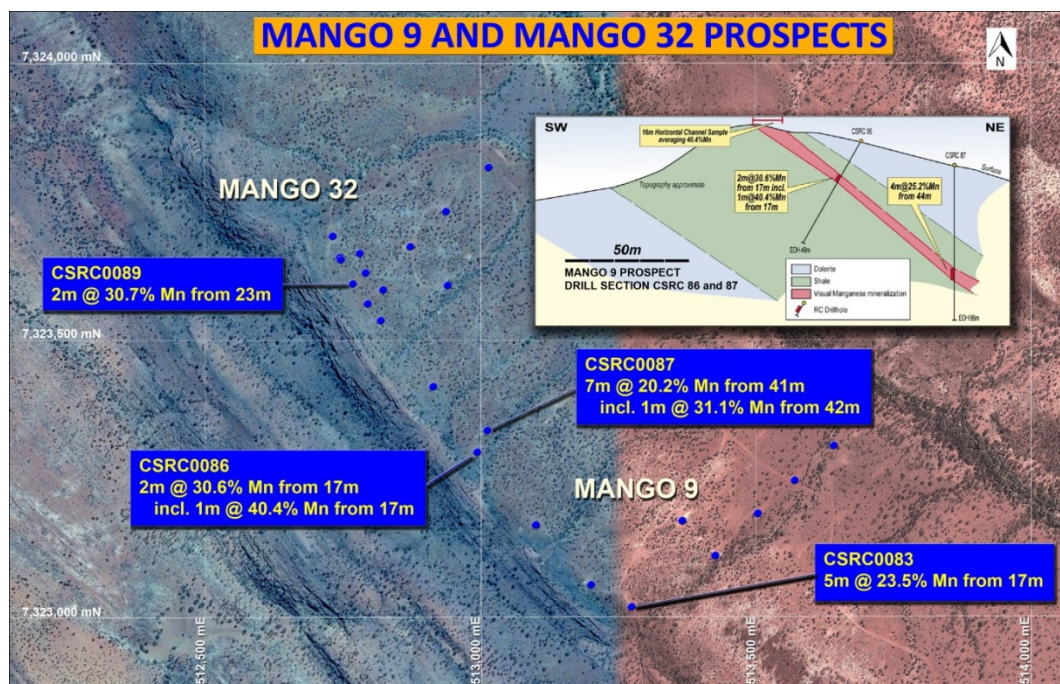 MANGO 9 AND MANGO 32 PROSPECTS
7,324,000 mN
N
SW
NE
16m Horizontal Channel Sample
averaging 40.4%Mn
CSRC 86
CSRC 87
Surface
Topography approximate
2m@30.6%Mn
from 17m incl.
1m@40.4%Mn
from 17m
4m@25.2%Mn
from 44m
50m
EOH 48m
MANGO 9 PROSPECT
DRILL SECTION CSRC 86 and 87
Dolerite
Shale
Visual Manganese mineralization
RC Drillhole
EOH 66m
MANGO 32
CSRC0089
2m @ 30.7% Mn from 23m
7,323,500 mN
CSRC0087
7m @ 20.2% Mn from 41m
incl. 1m @ 31.1% Mn from 42m
CSRC0086
2m @ 30.6% Mn from 17m
incl. 1m @ 40.4% Mn from 17m
MANGO 9
CSRC0083
5m @ 23.5% Mn from 17m
7,323,000 mN
512,500 mE
513,000 mE
513,500 mE
514,000 mE